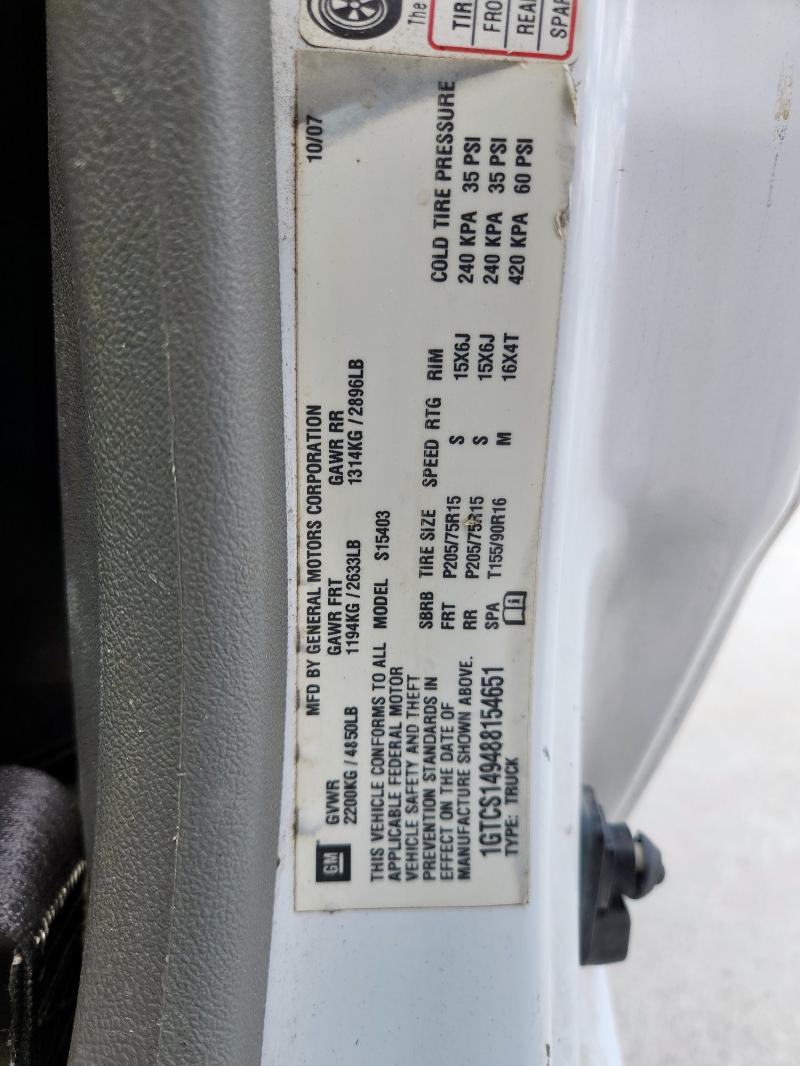 The
TIR
FRO
REA
SPAR
MFD BY GENERAL MOTORS CORPORATION 10/07
GVWR GAWR FRT GAWR RR
2200KG / 4850LB 1194KG / 2633LB 1314KG / 2896LB
THIS VEHICLE CONFORMS TO ALL
APPLICABLE FEDERAL MOTOR
VEHICLE SAFETY AND THEFT
PREVENTION STANDARDS IN
EFFECT ON THE DATE OF
MANUFACTURE SHOWN ABOVE.
MODEL S15403
SBRB TIRE SIZE SPEED RTG RIM COLD TIRE PRESSURE
FRT P205/75R15 S 15X6J 240 KPA 35 PSI
RR P205/75R15 S 15X6J 240 KPA 35 PSI
SPA T155/90R16 M 16X4T 420 KPA 60 PSI
1GTCS149488154651
TYPE: TRUCK
GM